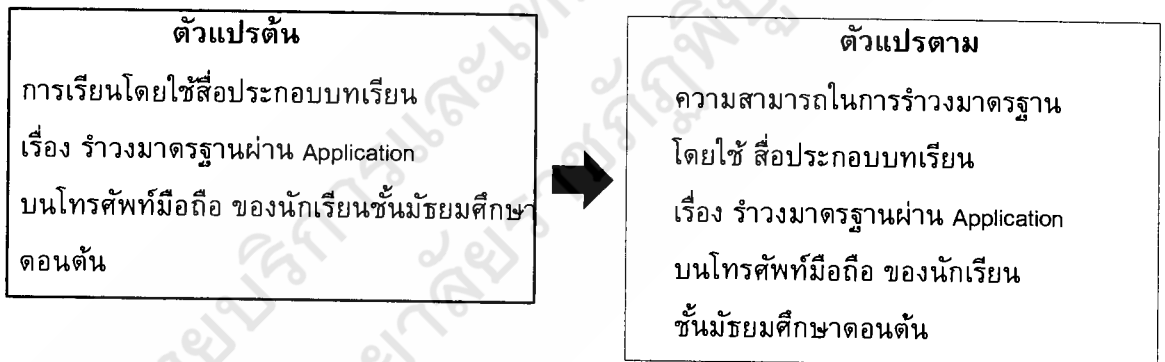 ตัวแปรต้น
การเรียนโดยใช้สื่อประกอบบทเรียน
เรื่อง รำวงมาตรฐานผ่าน Application
บนโทรศัพท์มือถือ ของนักเรียนชั้นมัธยมศึกษา
ตอนต้น
ตัวแปรตาม
ความสามารถในการรำวงมาตรฐาน
โดยใช้ สื่อประกอบบทเรียน
เรื่อง รำวงมาตรฐานผ่าน Application
บนโทรศัพท์มือถือ ของนักเรียน
ชั้นมัธยมศึกษาตอนต้น